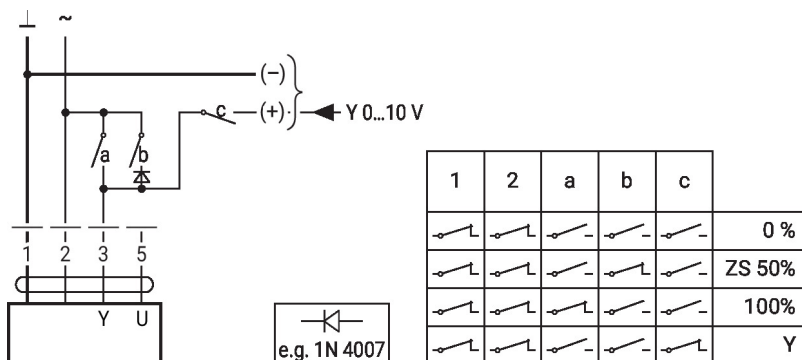 ⊥ ~
(−)
c (+) Y 0...10 V
a b
1 2 3 5
Y U
e.g. 1N 4007
1 2 a b c
0 %
ZS 50%
100%
Y